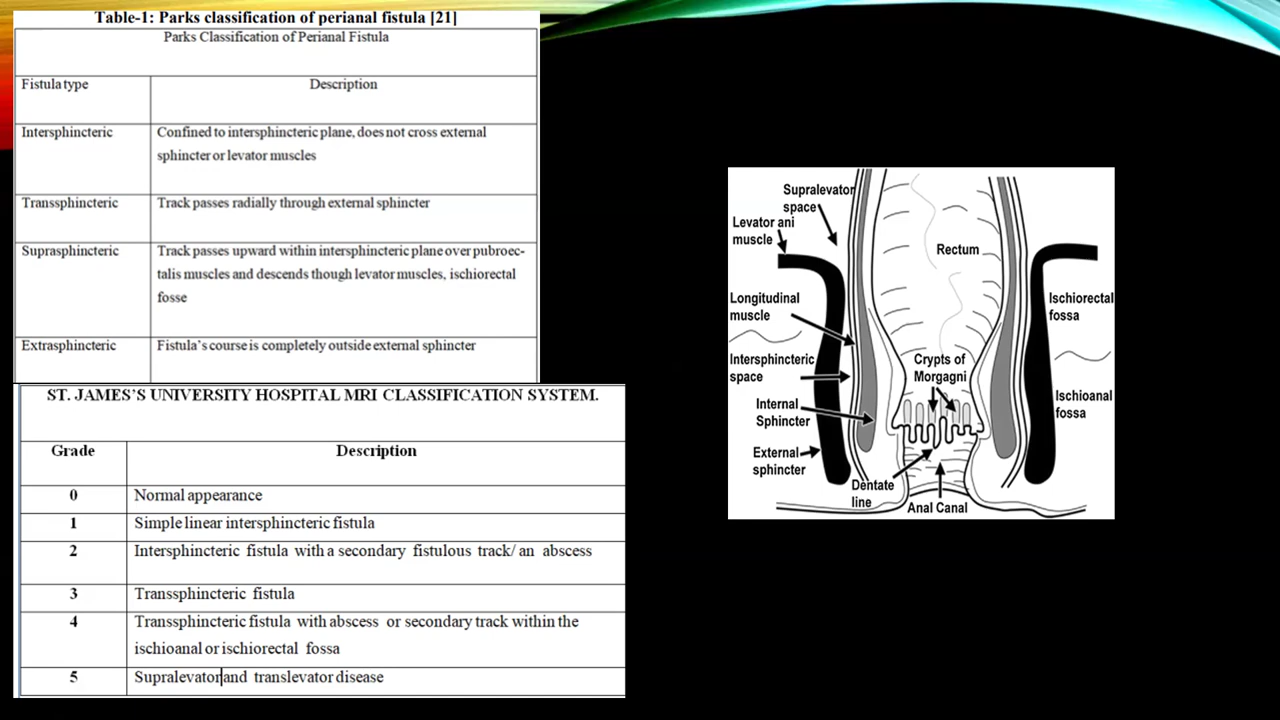 Table-1: Parks classification of perianal fistula [21]
Parks Classification of Perianal Fistula
Fistula type Description
Intersphincteric Confined to intersphincteric plane, does not cross external
sphincter or levator muscles
Transsphincteric Track passes radially through external sphincter
Suprasphincteric Track passes upward within intersphincteric plane over pubroec-
talis muscles and descends though levator muscles, ischiorectal
fosse
Extrasphincteric Fistula's course is completely outside external sphincter
ST. JAMES'S UNIVERSITY HOSPITAL MRI CLASSIFICATION SYSTEM.
Grade Description
0 Normal appearance
1 Simple linear intersphincteric fistula
2 Intersphincteric fistula with a secondary fistulous track/ an abscess
3 Transsphincteric fistula
4 Transsphincteric fistula with abscess or secondary track within the
ischioanal or ischiorectal fossa
5 Supralevator and translevator disease
Supralevator
space
Levator ani
muscle
Rectum
Longitudinal
muscle
Ischiorectal
fossa
Intersphincteric
space
Crypts of
Morgagni
Internal
Sphincter
Ischioanal
fossa
External
sphincter
Dentate
line
Anal Canal